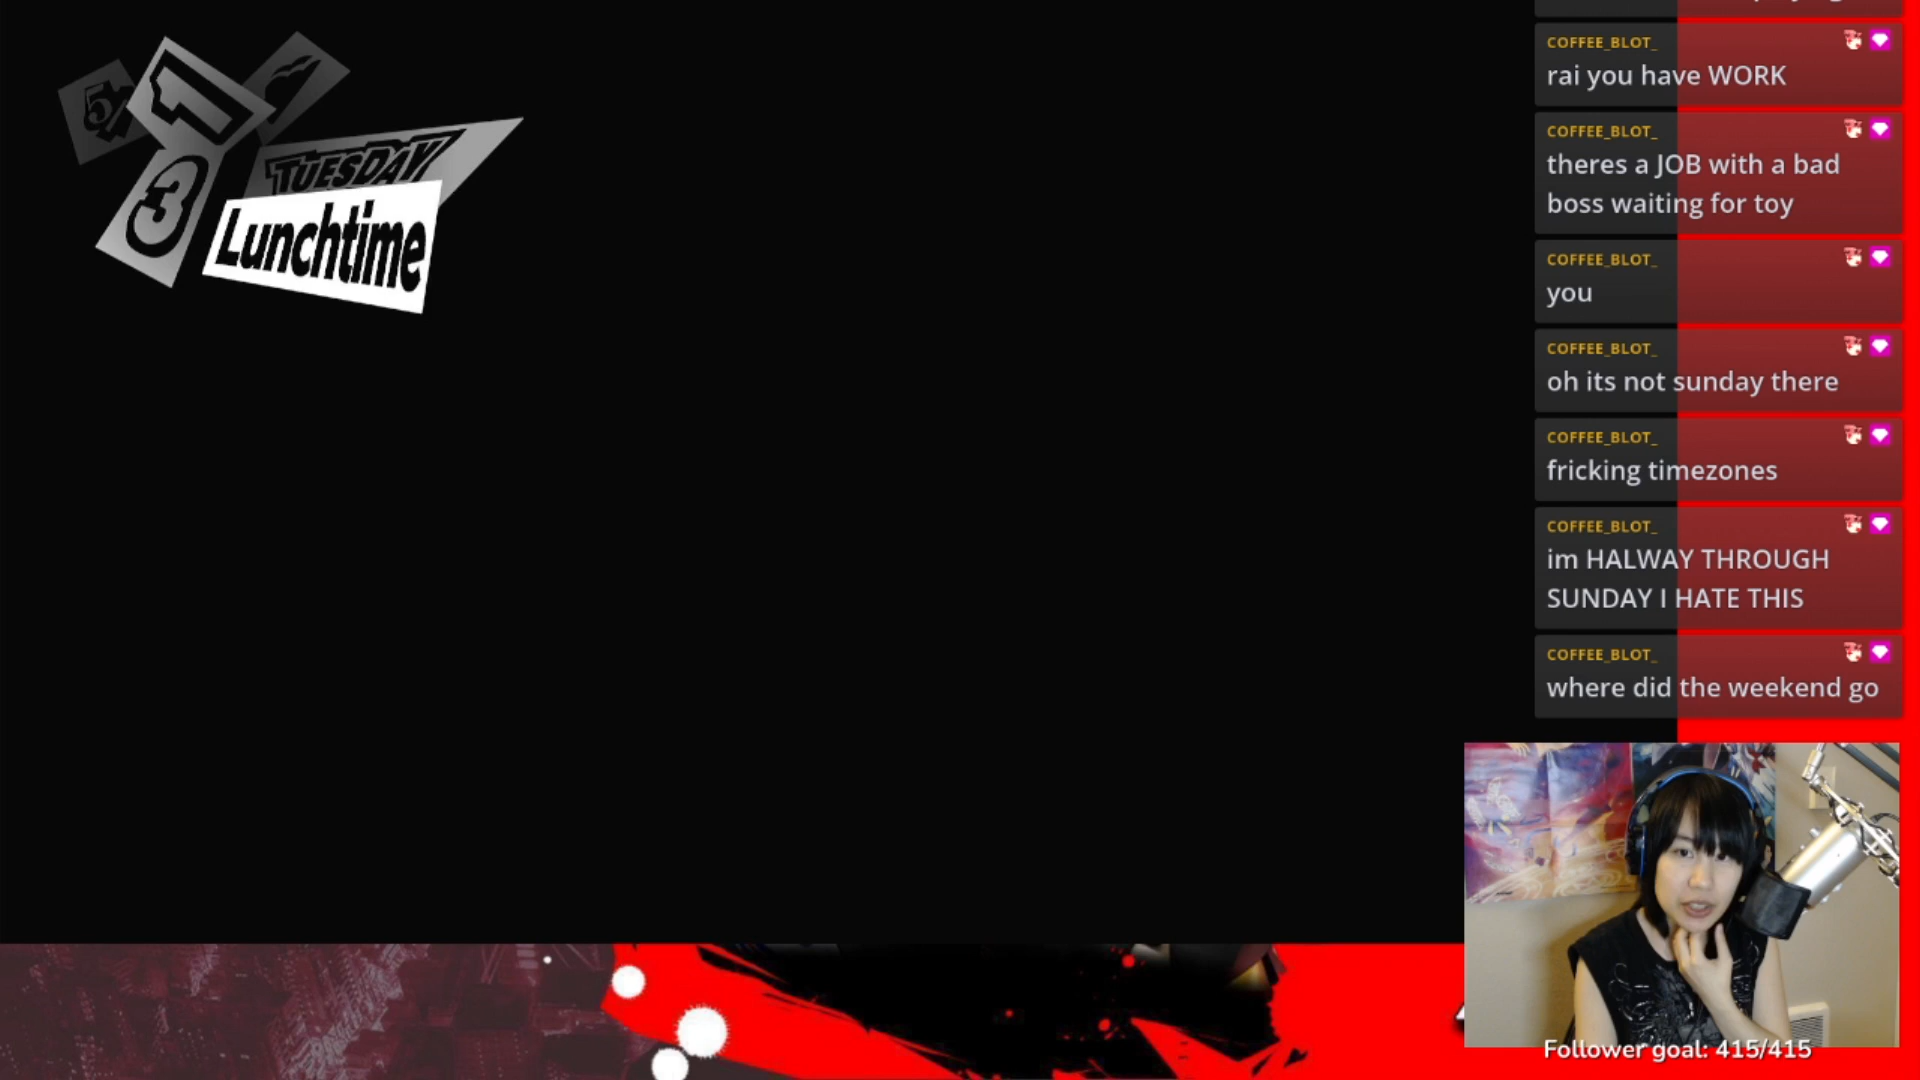 5/
13
TUESDAY
Lunchtime
COFFEE_BLOT_
rai you have WORK
COFFEE_BLOT_
theres a JOB with a bad
boss waiting for toy
COFFEE_BLOT_
you
COFFEE_BLOT_
oh its not sunday there
COFFEE_BLOT_
fricking timezones
COFFEE_BLOT_
im HALWAY THROUGH
SUNDAY I HATE THIS
COFFEE_BLOT_
where did the weekend go
Follower goal: 415/415